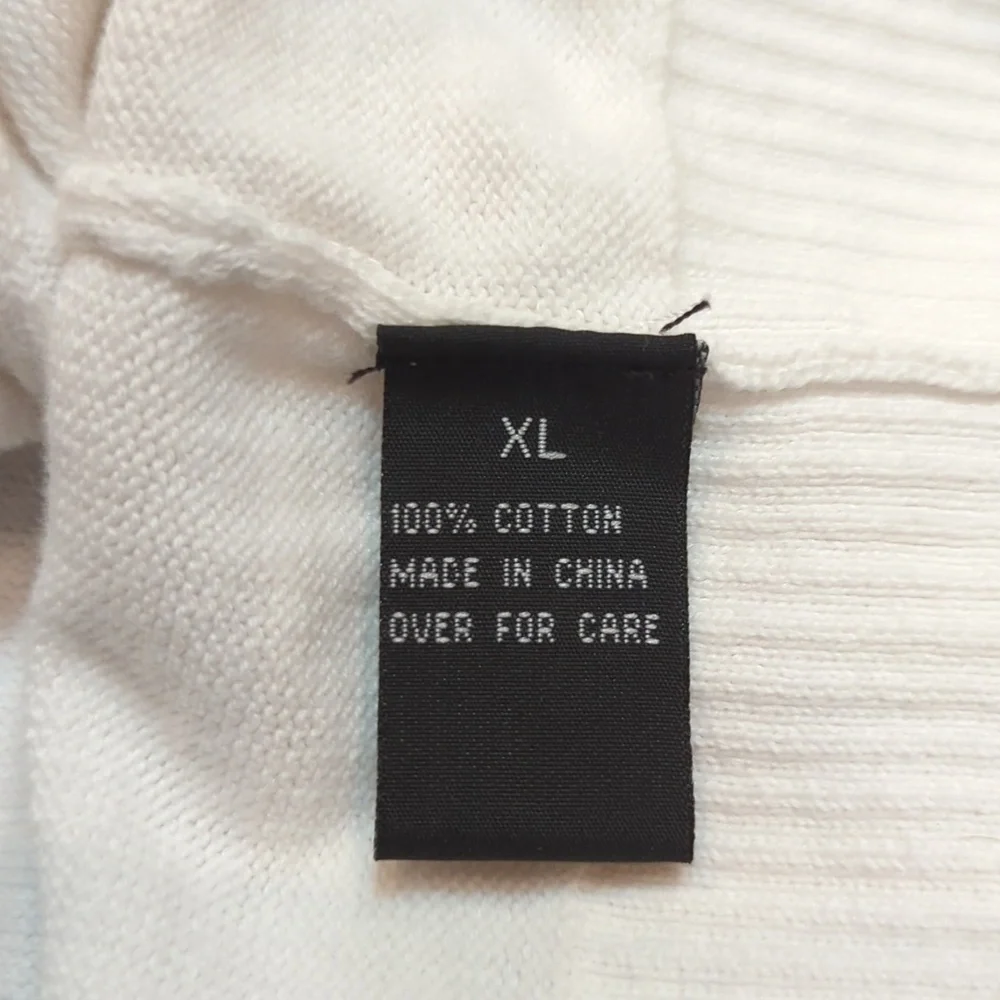 XL
100% COTTON
MADE IN CHINA
OVER FOR CARE